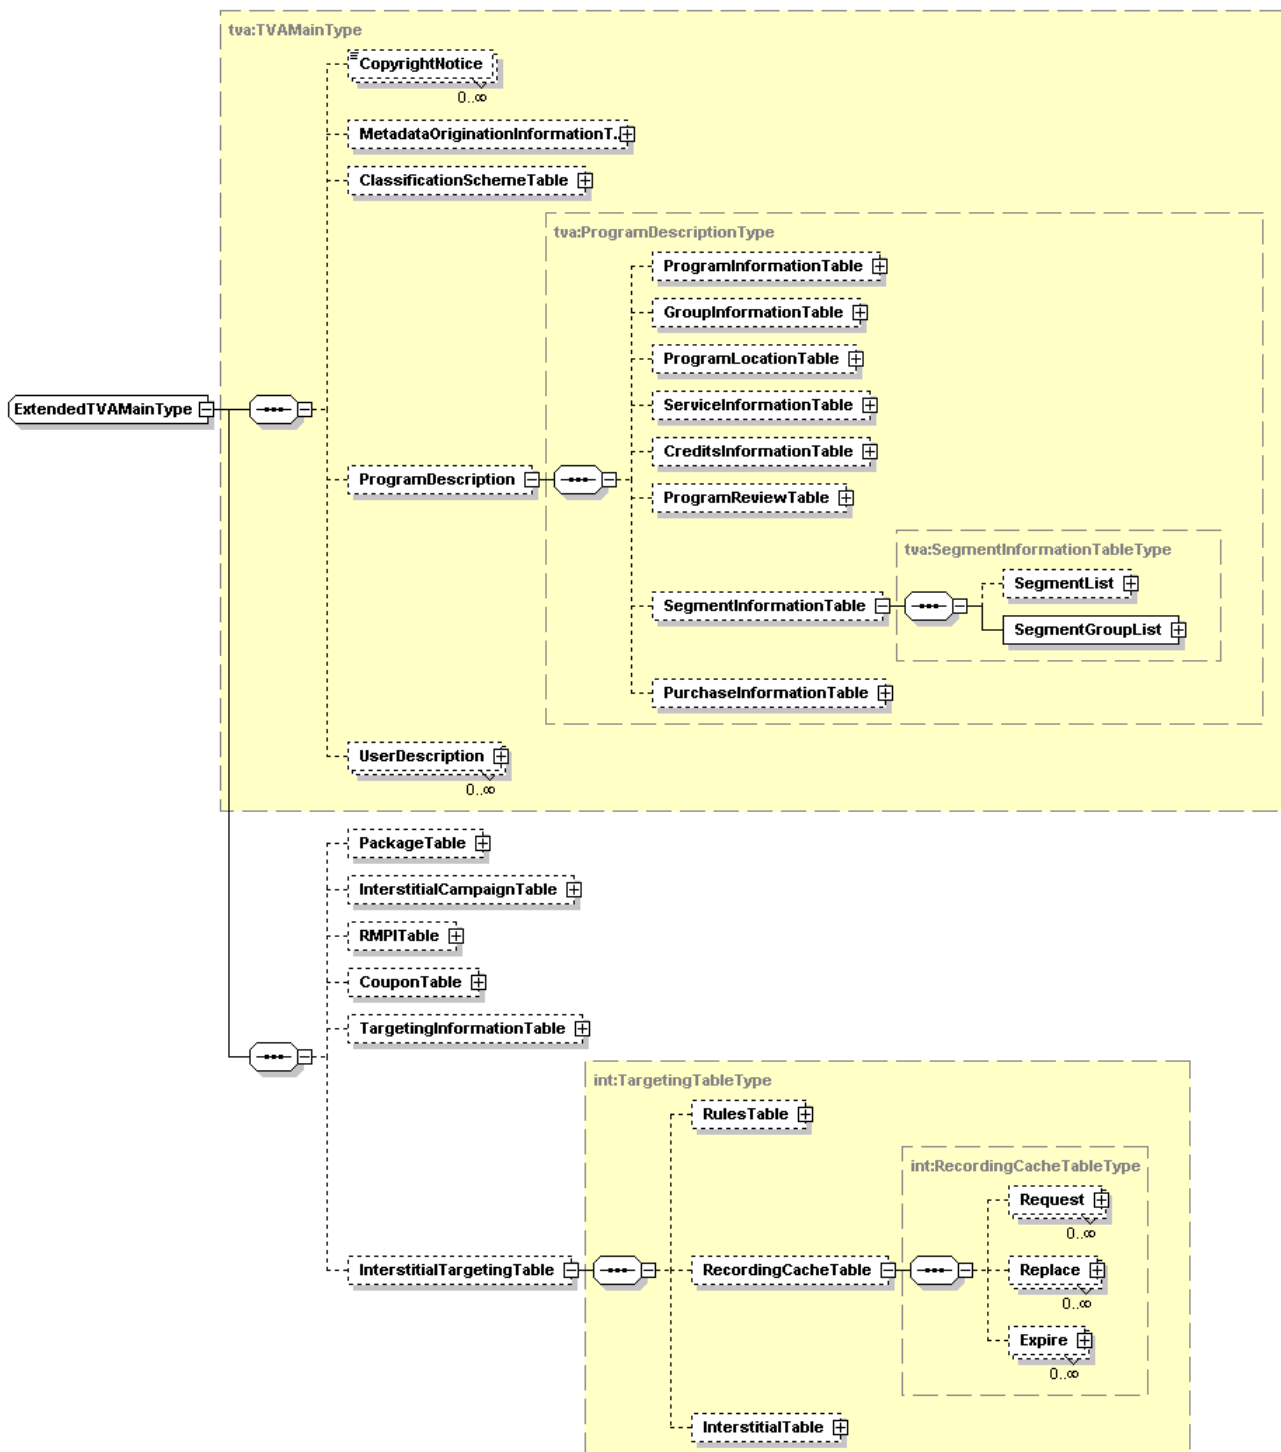 tva:TVAMainType
CopyrightNotice
0..∞
MetadataOriginationInformationT..
ClassificationSchemeTable
tva:ProgramDescriptionType
ProgramInformationTable
GroupInformationTable
ProgramLocationTable
ExtendedTVAMainType
ServiceInformationTable
CreditsInformationTable
ProgramDescription
ProgramReviewTable
tva:SegmentInformationTableType
SegmentList
SegmentInformationTable
SegmentGroupList
PurchaseInformationTable
UserDescription
0..∞
PackageTable
InterstitialCampaignTable
RMPITable
CouponTable
TargetingInformationTable
int:TargetingTableType
RulesTable
int:RecordingCacheTableType
Request
0..∞
InterstitialTargetingTable
RecordingCacheTable
Replace
0..∞
Expire
0..∞
InterstitialTable